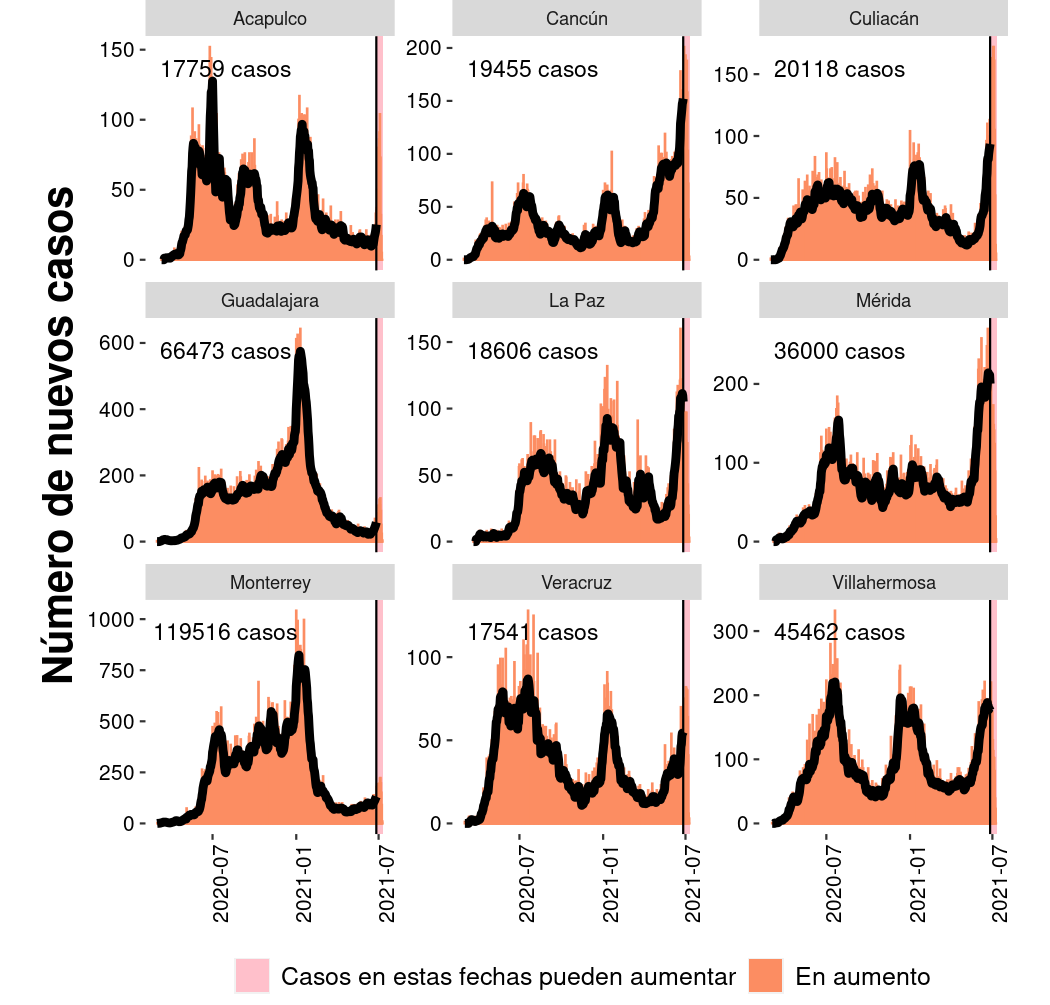 Número de nuevos casos
Acapulco
Cancún
Culiacán
150
100
50
0
17759 casos
200
150
100
50
0
19455 casos
150
100
50
0
20118 casos
Guadalajara
La Paz
Mérida
600
400
200
0
66473 casos
150
100
50
0
18606 casos
200
100
0
36000 casos
Monterrey
Veracruz
Villahermosa
1000
750
500
250
0
119516 casos
100
50
0
17541 casos
300
200
100
0
45462 casos
2020-07
2021-01
2021-07
2020-07
2021-01
2021-07
2020-07
2021-01
2021-07
Casos en estas fechas pueden aumentar
En aumento